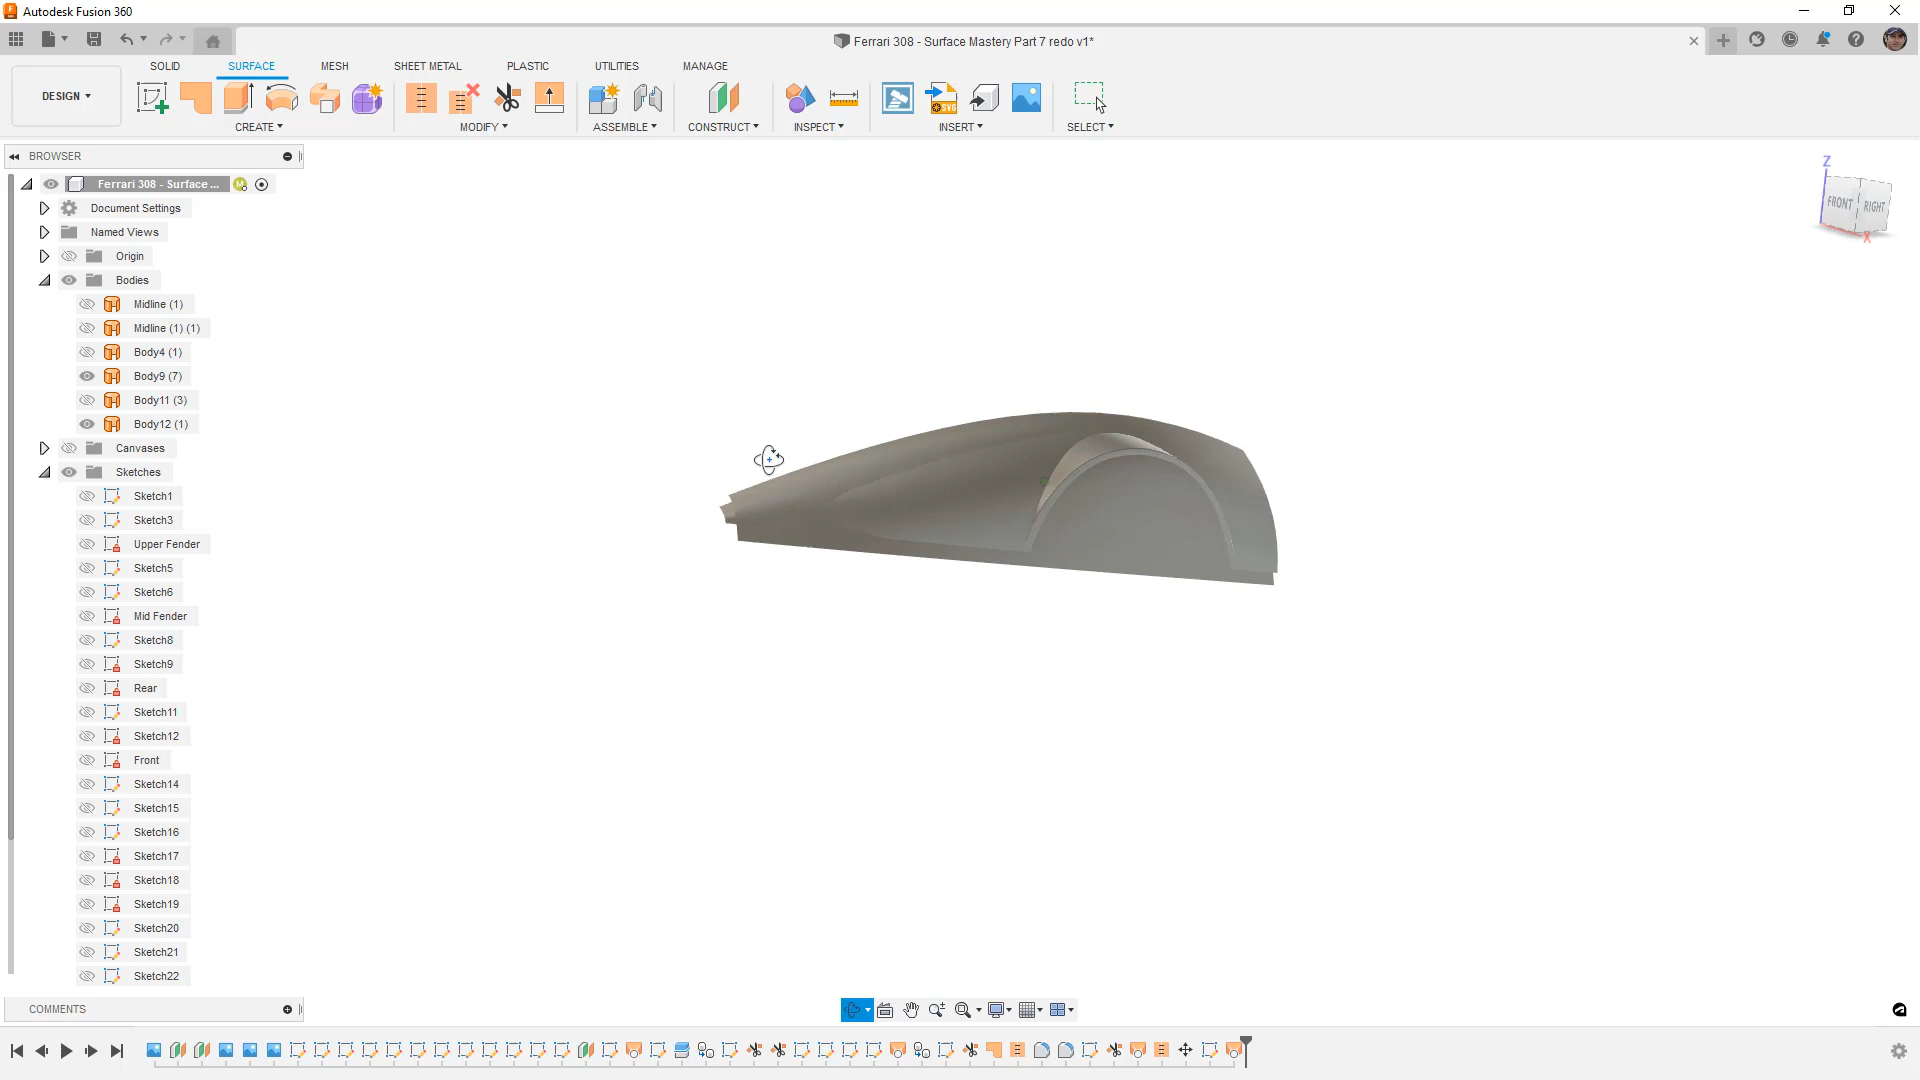 Autodesk Fusion 360
Ferrari 308 - Surface Mastery Part 7 redo v1*
DESIGN
SOLID
SURFACE
MESH
SHEET METAL
PLASTIC
UTILITIES
MANAGE
CREATE
MODIFY
ASSEMBLE
CONSTRUCT
INSPECT
INSERT
SELECT
SVG
BROWSER
Ferrari 308 - Surface ...
Document Settings
Named Views
Origin
Bodies
Midline (1)
Midline (1) (1)
Body4 (1)
Body9 (7)
Body11 (3)
Body12 (1)
Canvases
Sketches
Sketch1
Sketch3
Upper Fender
Sketch5
Sketch6
Mid Fender
Sketch8
Sketch9
Rear
Sketch11
Sketch12
Front
Sketch14
Sketch15
Sketch16
Sketch17
Sketch18
Sketch19
Sketch20
Sketch21
Sketch22
Z
FRONT
RIGHT
X
COMMENTS